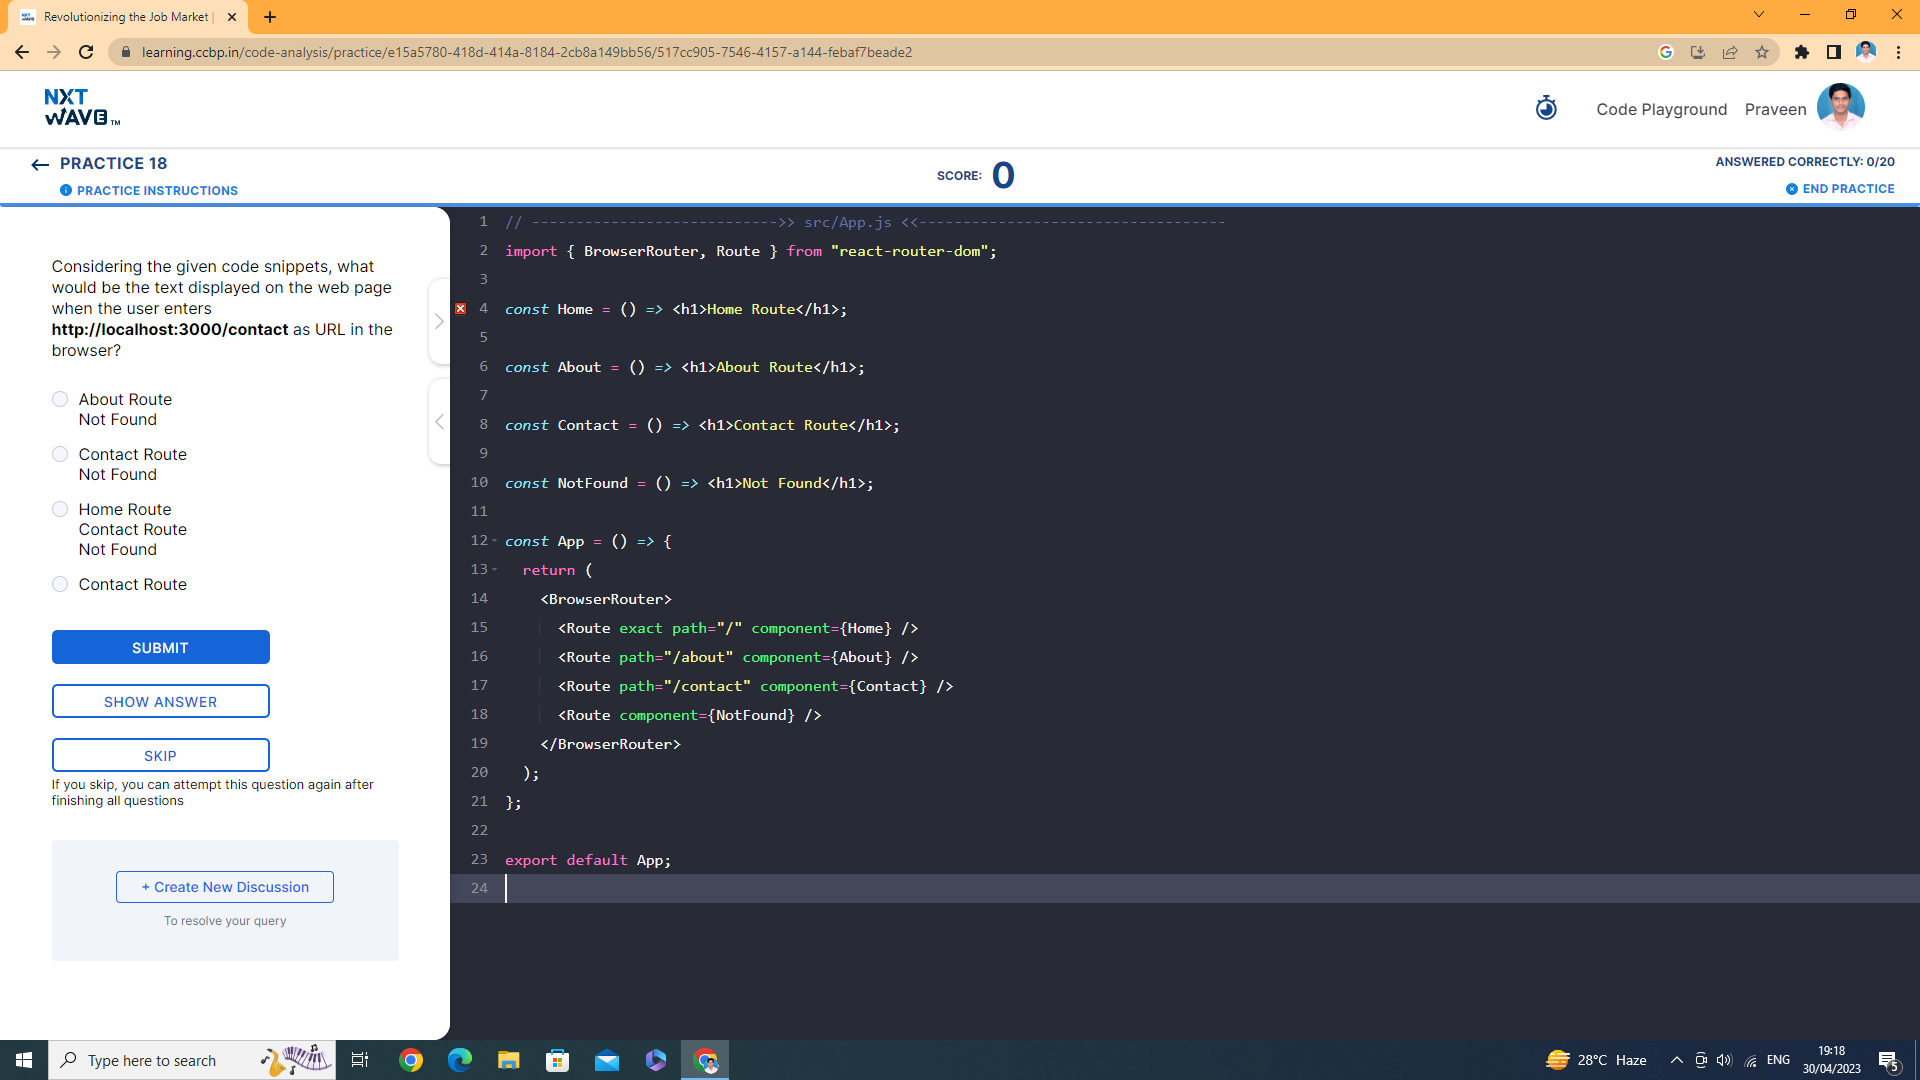 Revolutionizing the Job Market |
learning.ccbp.in/code-analysis/practice/e15a5780-418d-414a-8184-2cb8a149bb56/517cc905-7546-4157-a144-febaf7beade2
NXT
WAVE TM
Code Playground
Praveen
PRACTICE 18
PRACTICE INSTRUCTIONS
SCORE: 0
ANSWERED CORRECTLY: 0/20
END PRACTICE
Considering the given code snippets, what
would be the text displayed on the web page
when the user enters
http://localhost:3000/contact as URL in the
browser?
About Route
Not Found
Contact Route
Not Found
Home Route
Contact Route
Not Found
Contact Route
SUBMIT
SHOW ANSWER
SKIP
If you skip, you can attempt this question again after
finishing all questions
+ Create New Discussion
To resolve your query
1 // ---------------------------->> src/App.js <<-----------------------------------
2 import { BrowserRouter, Route } from "react-router-dom";
3
4 const Home = () => <h1>Home Route</h1>;
5
6 const About = () => <h1>About Route</h1>;
7
8 const Contact = () => <h1>Contact Route</h1>;
9
10 const NotFound = () => <h1>Not Found</h1>;
11
12 const App = () => {
13 return (
14 <BrowserRouter>
15 <Route exact path="/" component={Home} />
16 <Route path="/about" component={About} />
17 <Route path="/contact" component={Contact} />
18 <Route component={NotFound} />
19 </BrowserRouter>
20 );
21 };
22
23 export default App;
24
Type here to search
28°C Haze
ENG
19:18
30/04/2023
5